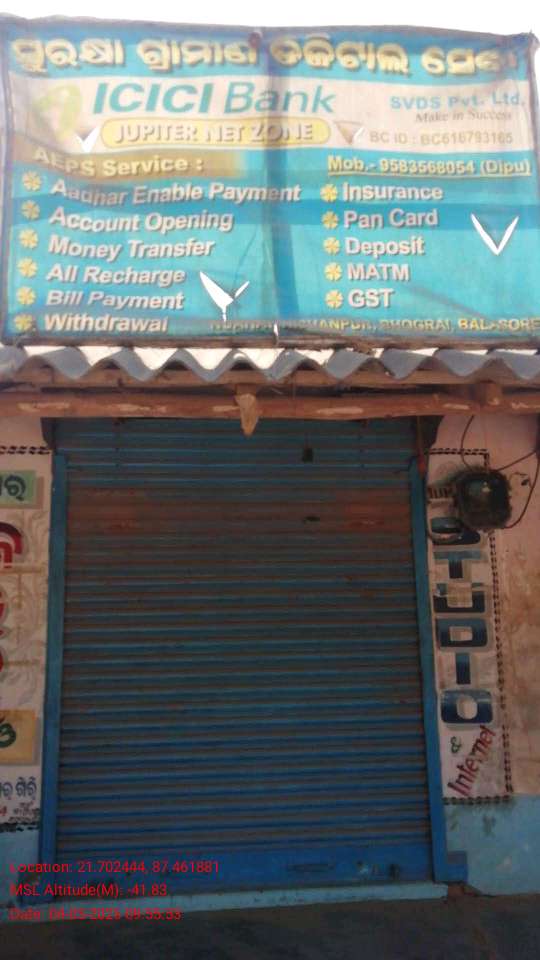 ସୁରକ୍ଷା ଗ୍ରାମୀଣ ଡିଜିଟାଲ ସେବା
ICICI Bank
SVDS Pvt. Ltd.
Make in Success
JUPITER NET ZONE
BC ID : BC616793165
AEPS Service :
Mob.- 9583568054 (Dipu)
Aadhar Enable Payment
Account Opening
Money Transfer
All Recharge
Bill Payment
Withdrawal
Insurance
Pan Card
Deposit
MATM
GST
BHOGRAI, BALASORE
STUDIO
&
Internet
Location: 21.702444, 87.461881
MSL Altitude(M): -41.83